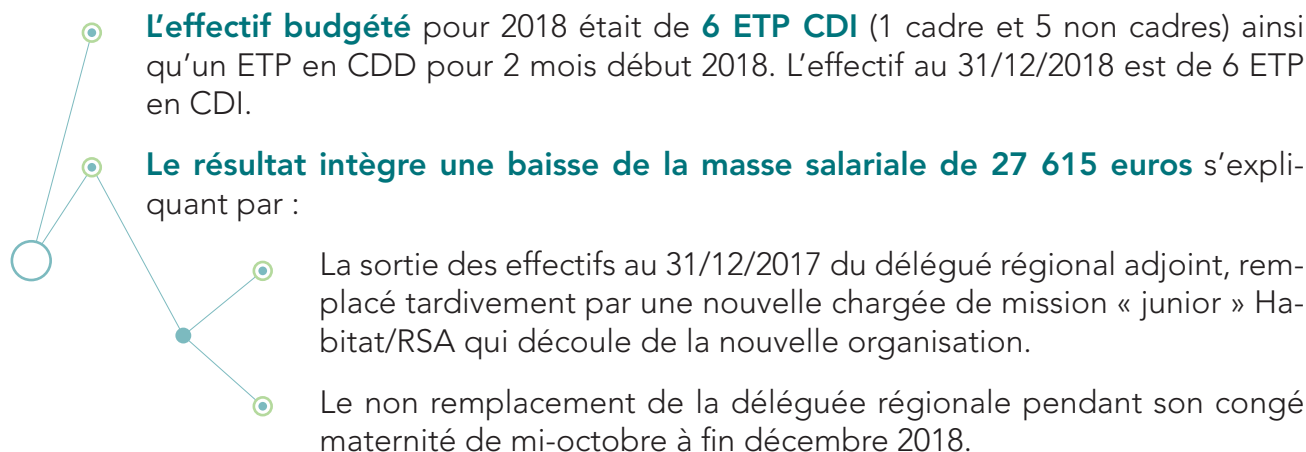 L'effectif budgété pour 2018 était de 6 ETP CDI (1 cadre et 5 non cadres) ainsi
qu'un ETP en CDD pour 2 mois début 2018. L'effectif au 31/12/2018 est de 6 ETP
en CDI.
Le résultat intègre une baisse de la masse salariale de 27 615 euros s'expli-
quant par :
La sortie des effectifs au 31/12/2017 du délégué régional adjoint, rem-
placé tardivement par une nouvelle chargée de mission « junior » Ha-
bitat/RSA qui découle de la nouvelle organisation.
Le non remplacement de la déléguée régionale pendant son congé
maternité de mi-octobre à fin décembre 2018.